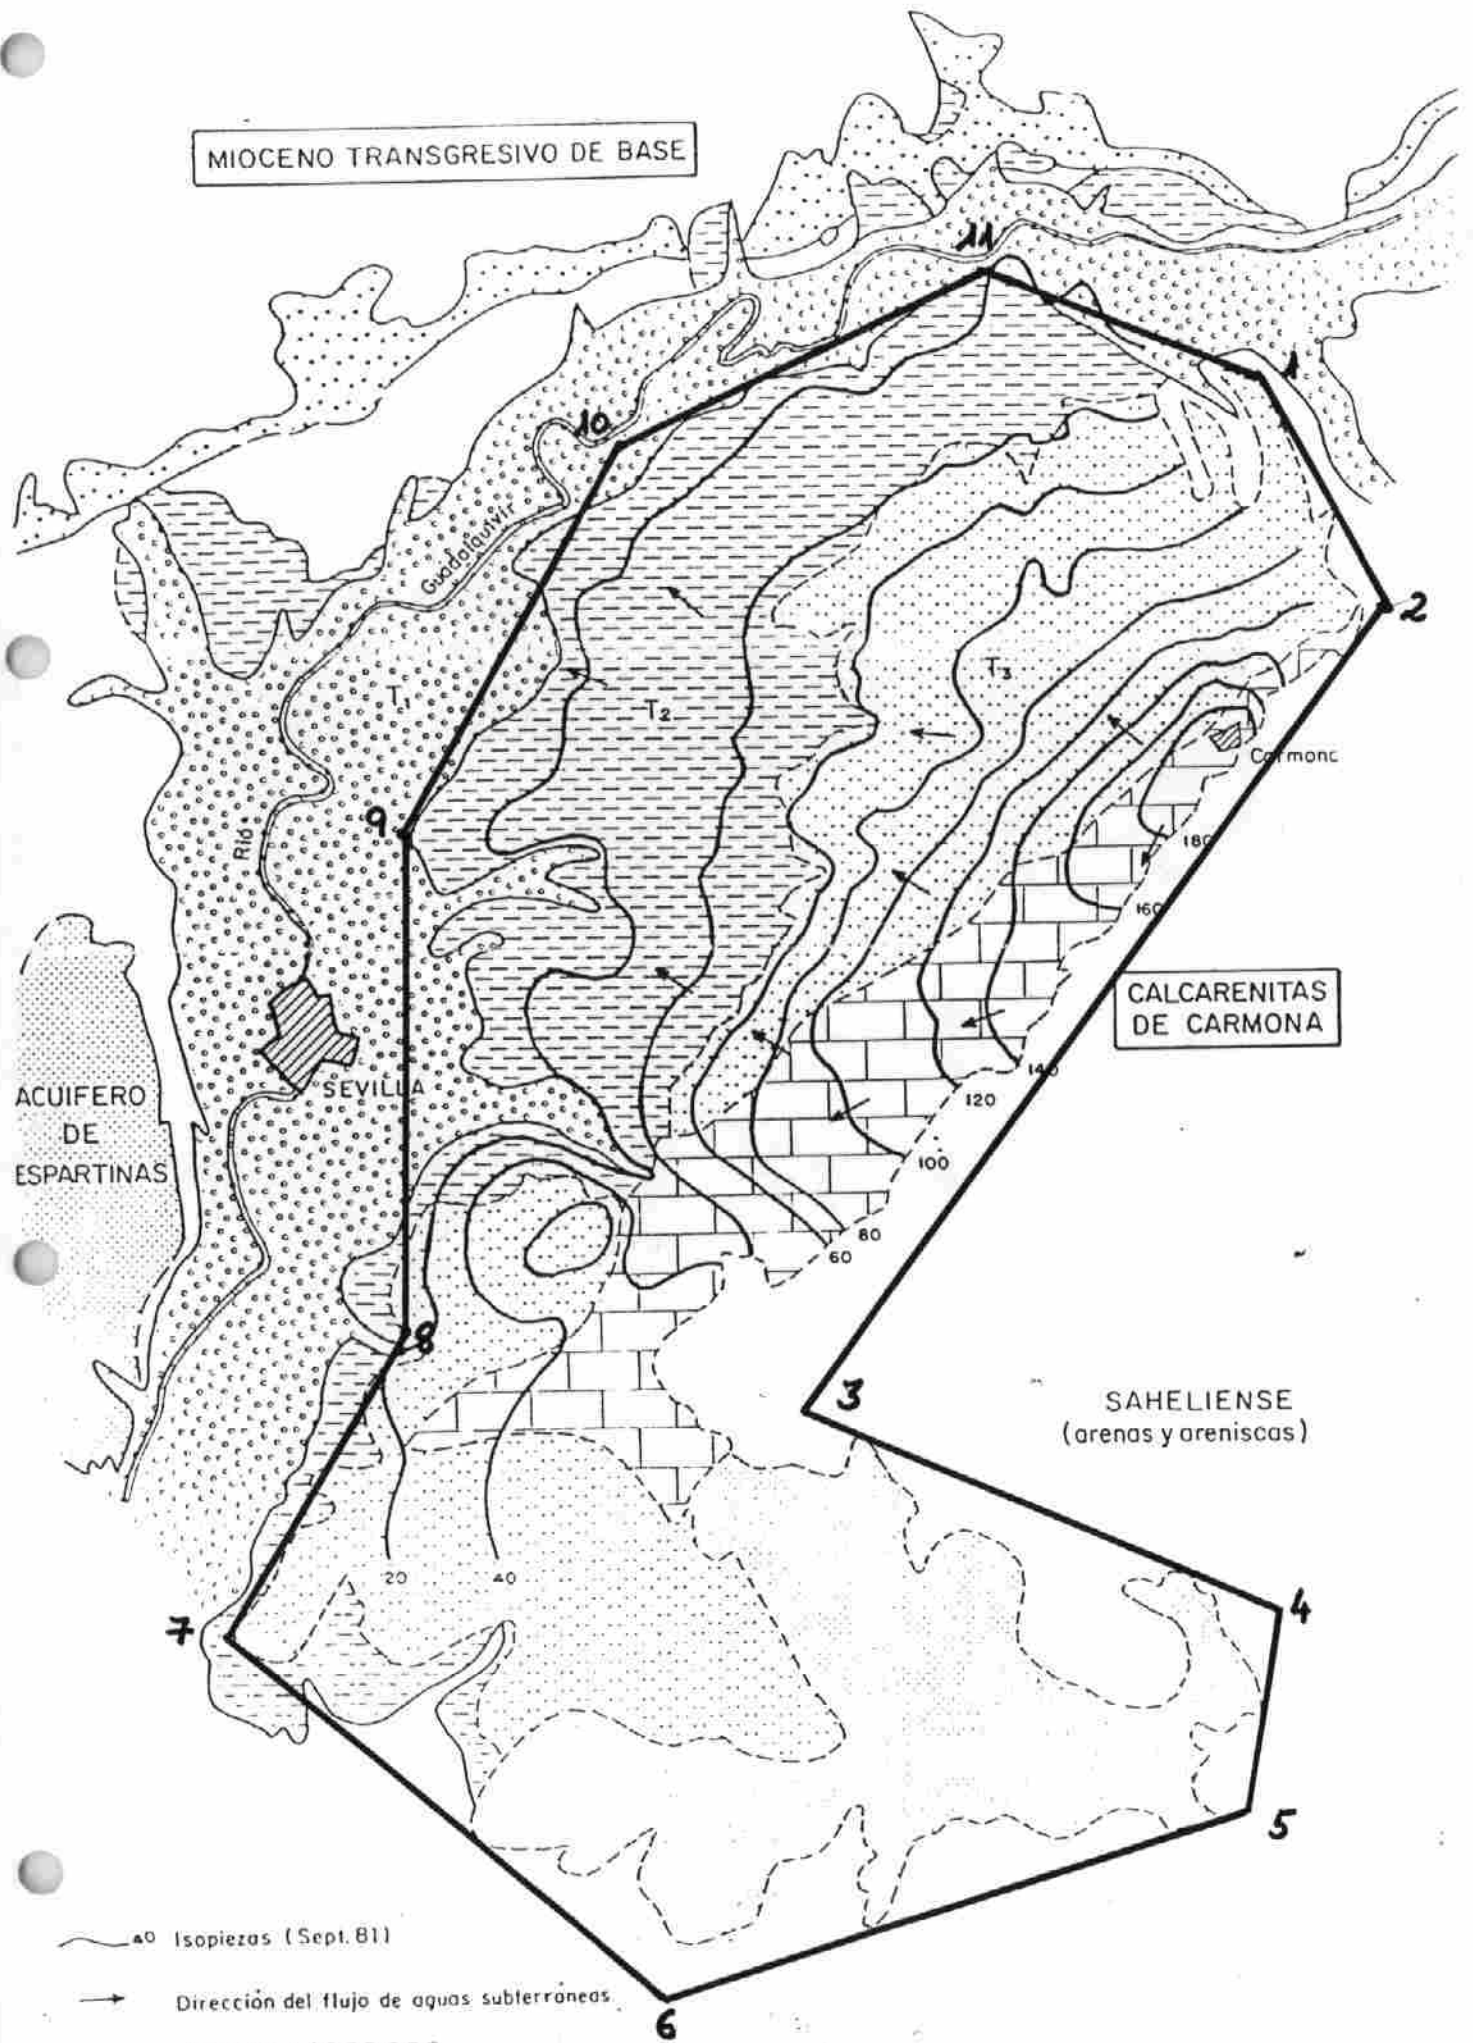 MIOCENO TRANSGRESIVO DE BASE
11
1
10
Guadalquivir
2
T1
T2
T3
Carmona
9
Río
180
160
CALCARENITAS
DE CARMONA
ACUIFERO
DE
ESPARTINAS
SEVILLA
140
120
100
80
60
8
3
SAHELIENSE
(arenas y areniscas)
20
40
4
7
5
40 Isopiezas (Sept. 81)
Dirección del flujo de aguas subterráneas
6